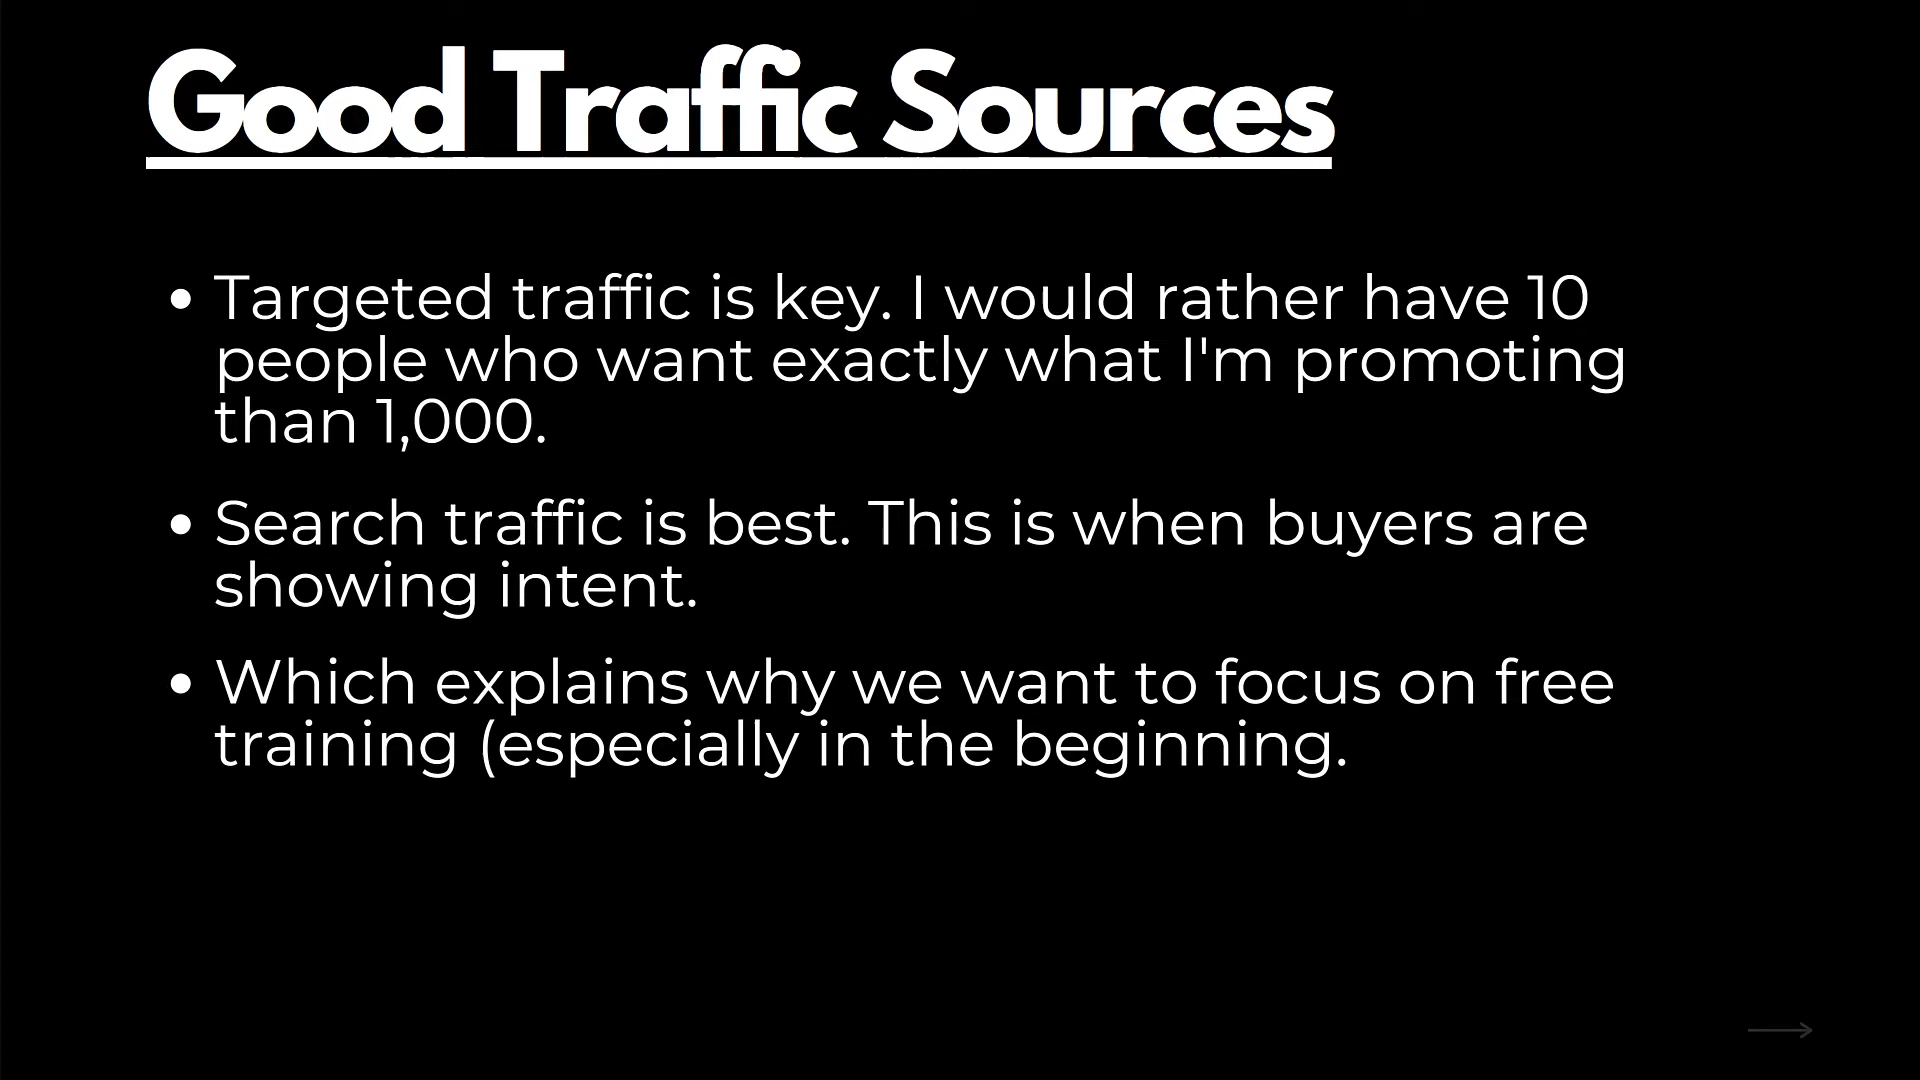 Good Traffic Sources
• Targeted traffic is key. I would rather have 10
people who want exactly what I'm promoting
than 1,000.
• Search traffic is best. This is when buyers are
showing intent.
• Which explains why we want to focus on free
training (especially in the beginning.